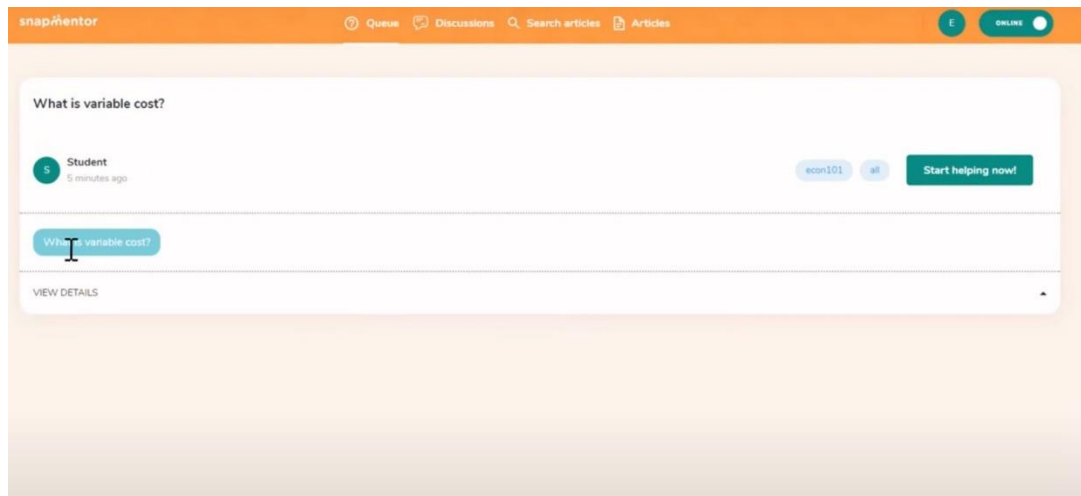 snapMentor
Queue Discussions Search articles Articles
E ONLINE
What is variable cost?
S Student
5 minutes ago
econ101 all Start helping now!
What is variable cost?
VIEW DETAILS